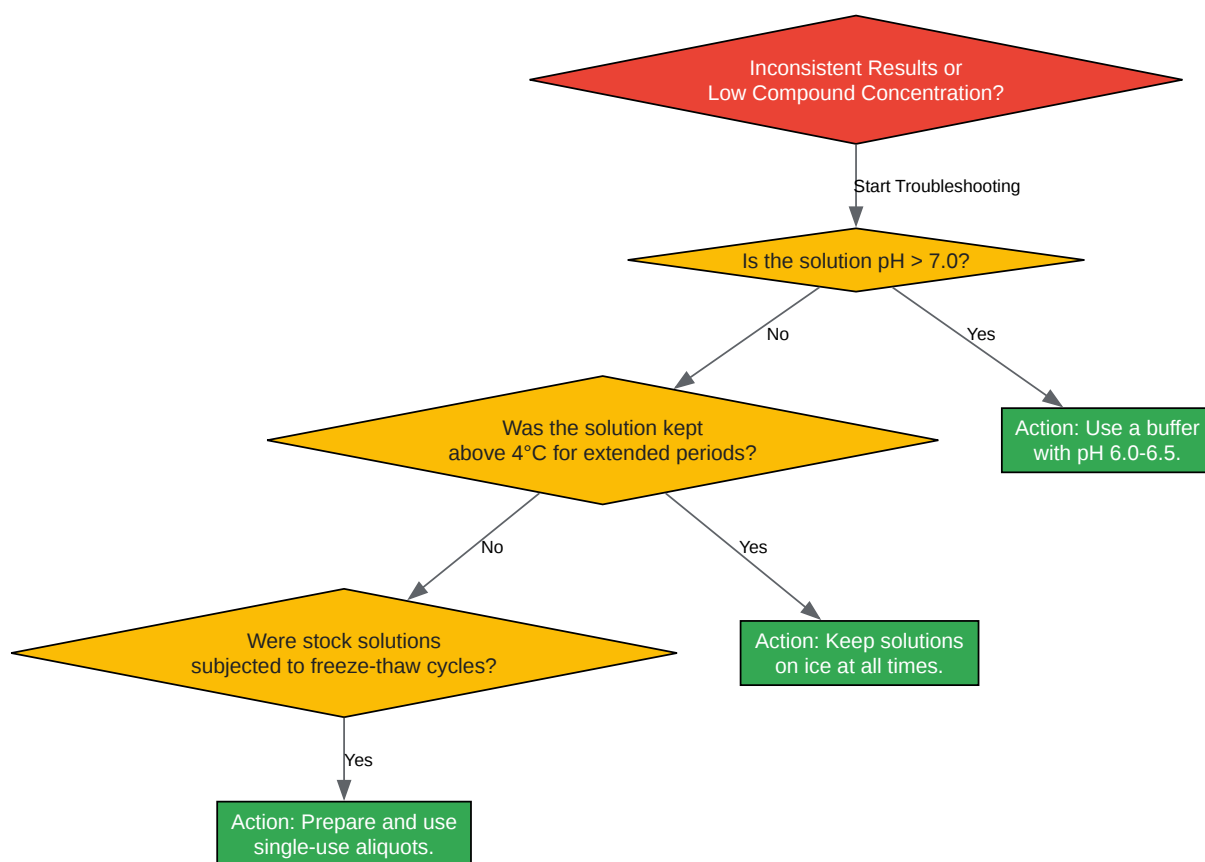 Inconsistent Results or
Low Compound Concentration?
Start Troubleshooting
Is the solution pH > 7.0?
No
Yes
Was the solution kept
above 4°C for extended periods?
Action: Use a buffer
with pH 6.0-6.5.
No
Yes
Were stock solutions
subjected to freeze-thaw cycles?
Action: Keep solutions
on ice at all times.
Yes
Action: Prepare and use
single-use aliquots.